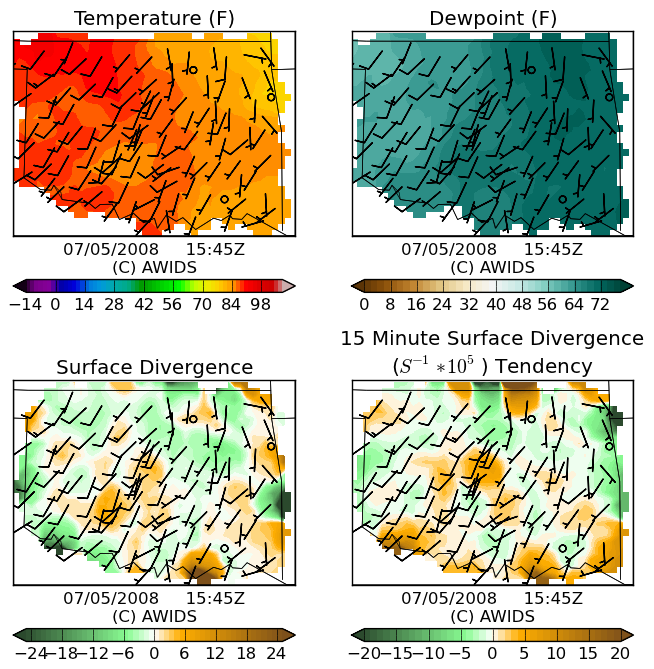 Temperature (F)
Dewpoint (F)
07/05/2008 15:45Z
(C) AWIDS
−14 0 14 28 42 56 70 84 98
07/05/2008 15:45Z
(C) AWIDS
0 8 16 24 32 40 48 56 64 72
Surface Divergence
15 Minute Surface Divergence
(S⁻¹ *10⁵ ) Tendency
07/05/2008 15:45Z
(C) AWIDS
−24 −18 −12 −6 0 6 12 18 24
07/05/2008 15:45Z
(C) AWIDS
−20 −15 −10 −5 0 5 10 15 20